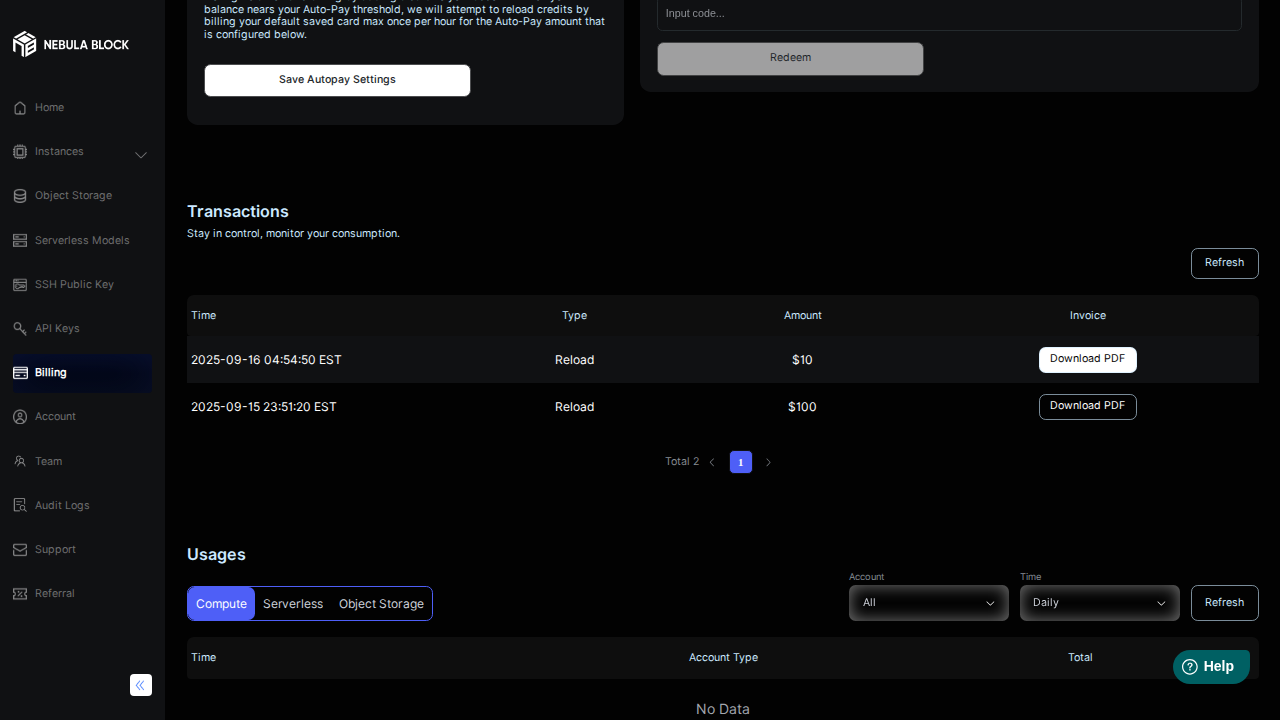 NEBULA BLOCK
Home
Instances
Object Storage
Serverless Models
SSH Public Key
API Keys
Billing
Account
Team
Audit Logs
Support
Referral
balance nears your Auto-Pay threshold, we will attempt to reload credits by
billing your default saved card max once per hour for the Auto-Pay amount that
is configured below.
Save Autopay Settings
Input code...
Redeem
Transactions
Stay in control, monitor your consumption.
Refresh
Time Type Amount Invoice
2025-09-16 04:54:50 EST Reload $10 Download PDF
2025-09-15 23:51:20 EST Reload $100 Download PDF
Total 2 1
Usages
Account Time
Compute Serverless Object Storage All Daily Refresh
Time Account Type Total
Help
No Data